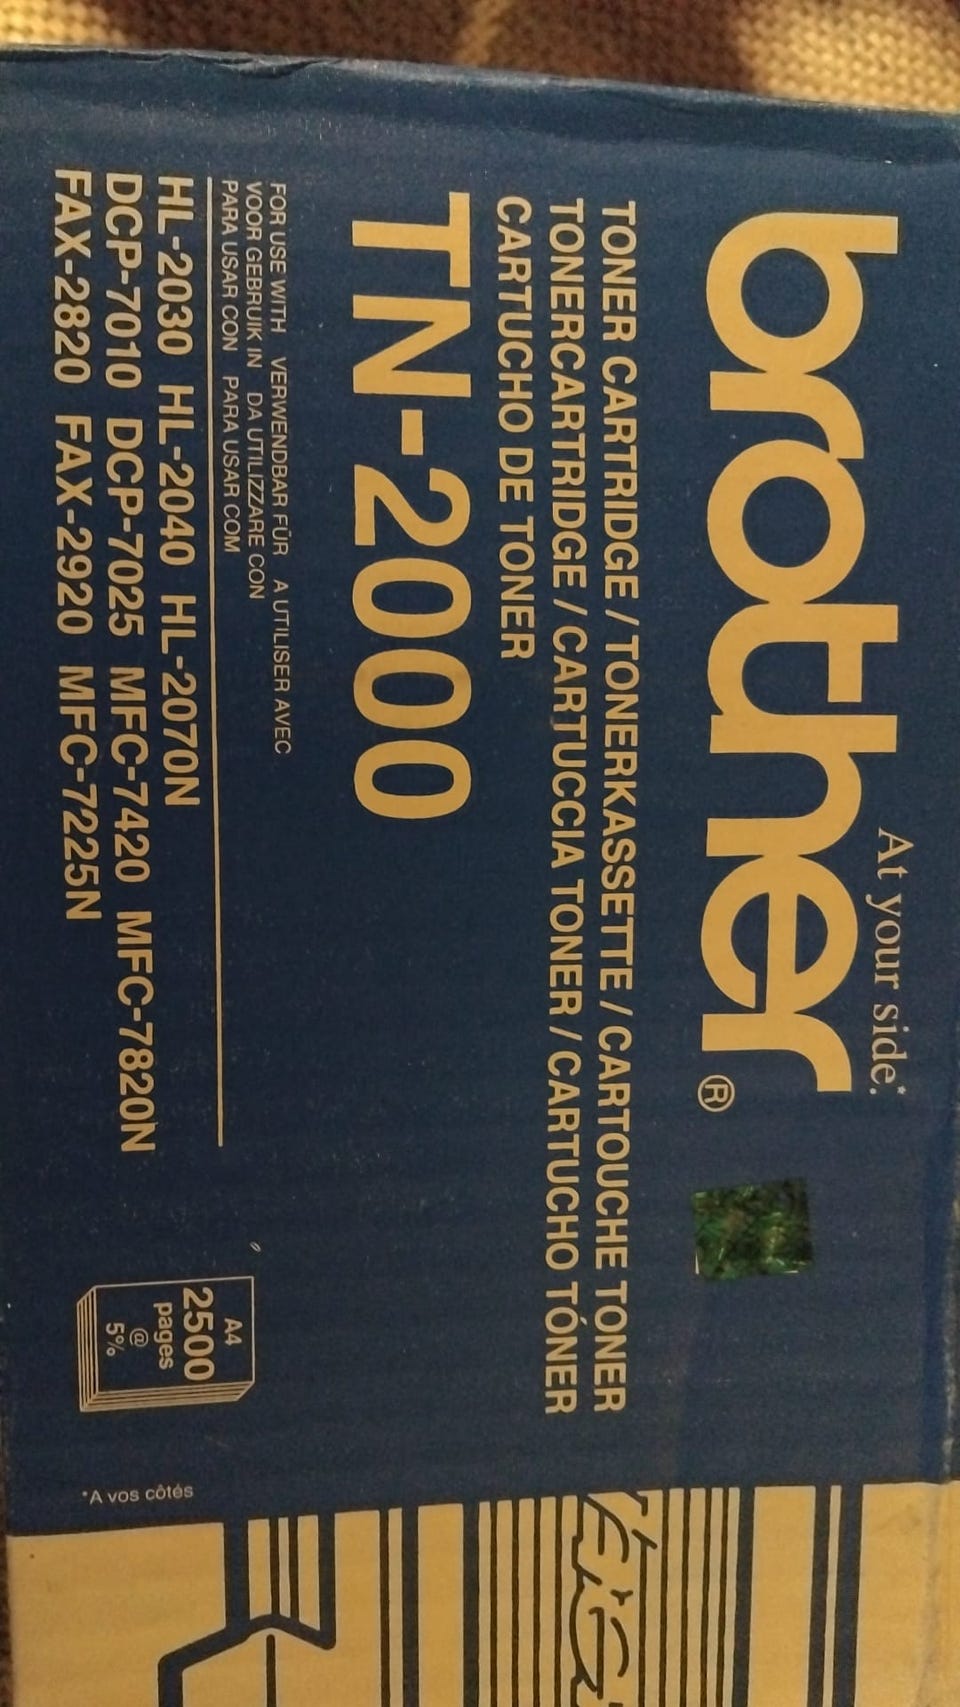 At your side.*
brother®
TONER CARTRIDGE / TONERKASSETTE / CARTOUCHE TONER
TONERCARTRIDGE / CARTUCCIA TONER / CARTUCHO TÓNER
CARTUCHO DE TONER
TN-2000
FOR USE WITH VERWENDBAR FÜR A UTILISER AVEC
VOOR GEBRUIK IN DA UTILIZZARE CON
PARA USAR CON PARA USAR COM
HL-2030 HL-2040 HL-2070N
DCP-7010 DCP-7025 MFC-7420 MFC-7820N
FAX-2820 FAX-2920 MFC-7225N
A4
2500
pages
@
5%
*A vos côtés